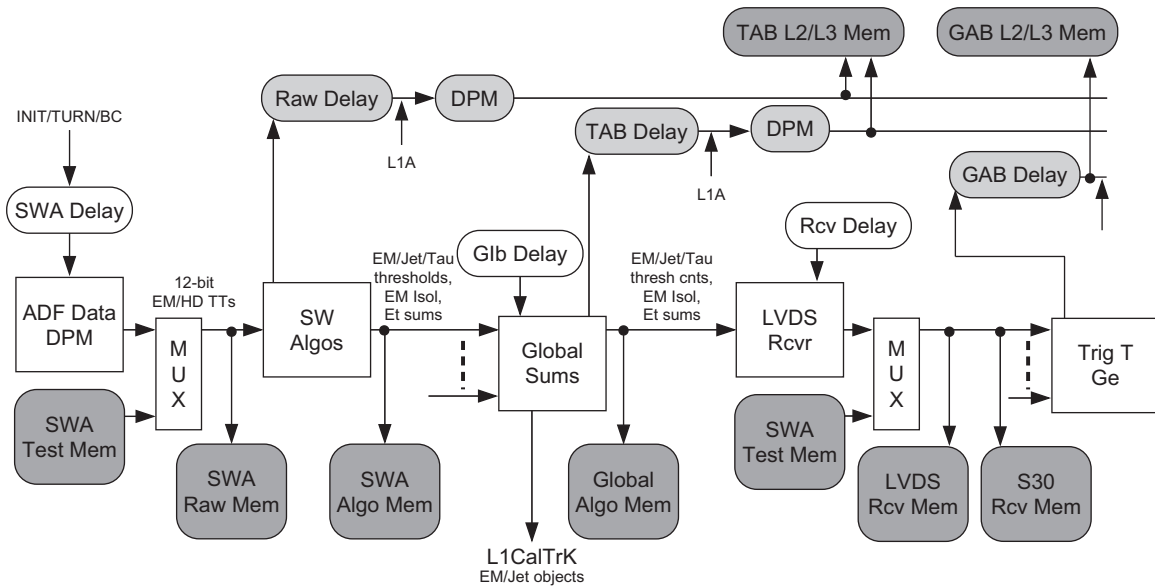 TAB L2/L3 Mem
GAB L2/L3 Mem
Raw Delay
DPM
INIT/TURN/BC
TAB Delay
DPM
L1A
GAB Delay
L1A
SWA Delay
Rcv Delay
Glb Delay
EM/Jet/Tau
thresholds,
EM Isol,
Et sums
EM/Jet/Tau
thresh cnts,
EM Isol,
Et sums
12-bit
EM/HD TTs
ADF Data
DPM
SW
Algos
LVDS
Rcvr
M
U
X
Global
Sums
M
U
X
Trig T
Ge
SWA
Test Mem
SWA
Test Mem
SWA
Raw Mem
SWA
Algo Mem
Global
Algo Mem
LVDS
Rcv Mem
S30
Rcv Mem
L1CalTrK
EM/Jet objects